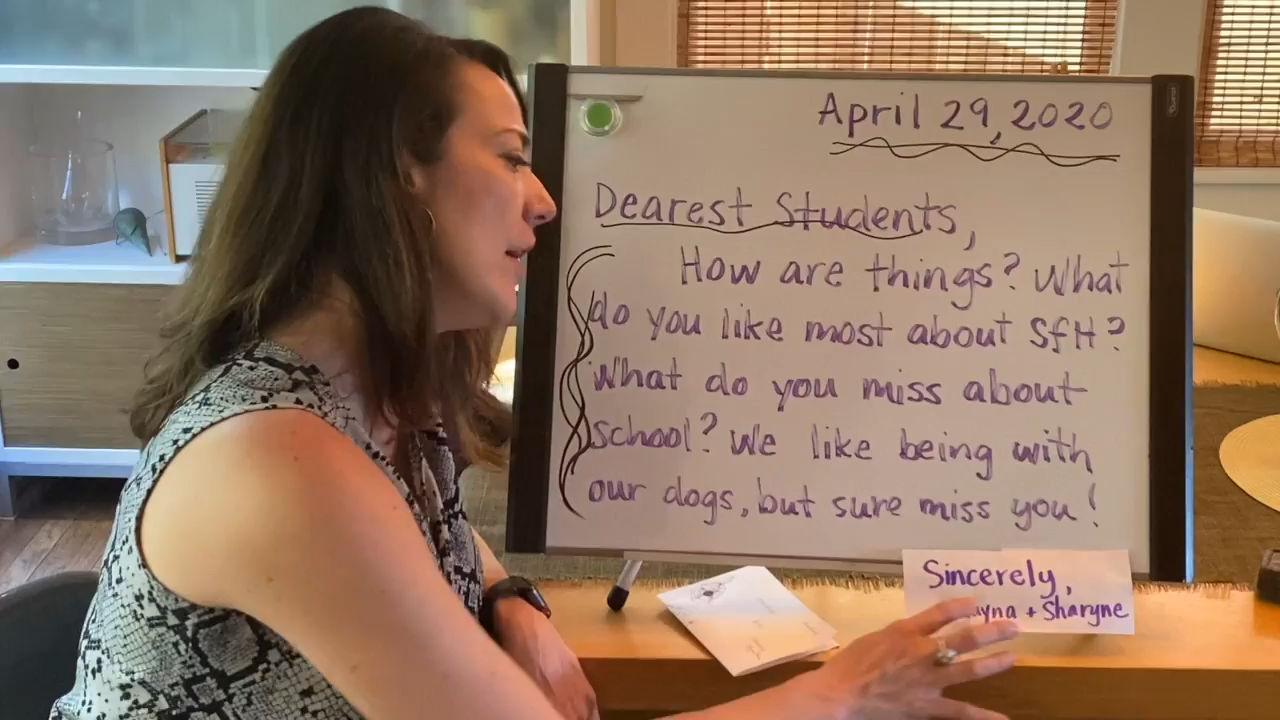 April 29, 2020
Dearest Students,
How are things? What
do you like most about SfH?
What do you miss about
school? We like being with
our dogs, but sure miss you!
Sincerely,
+ Sharyne